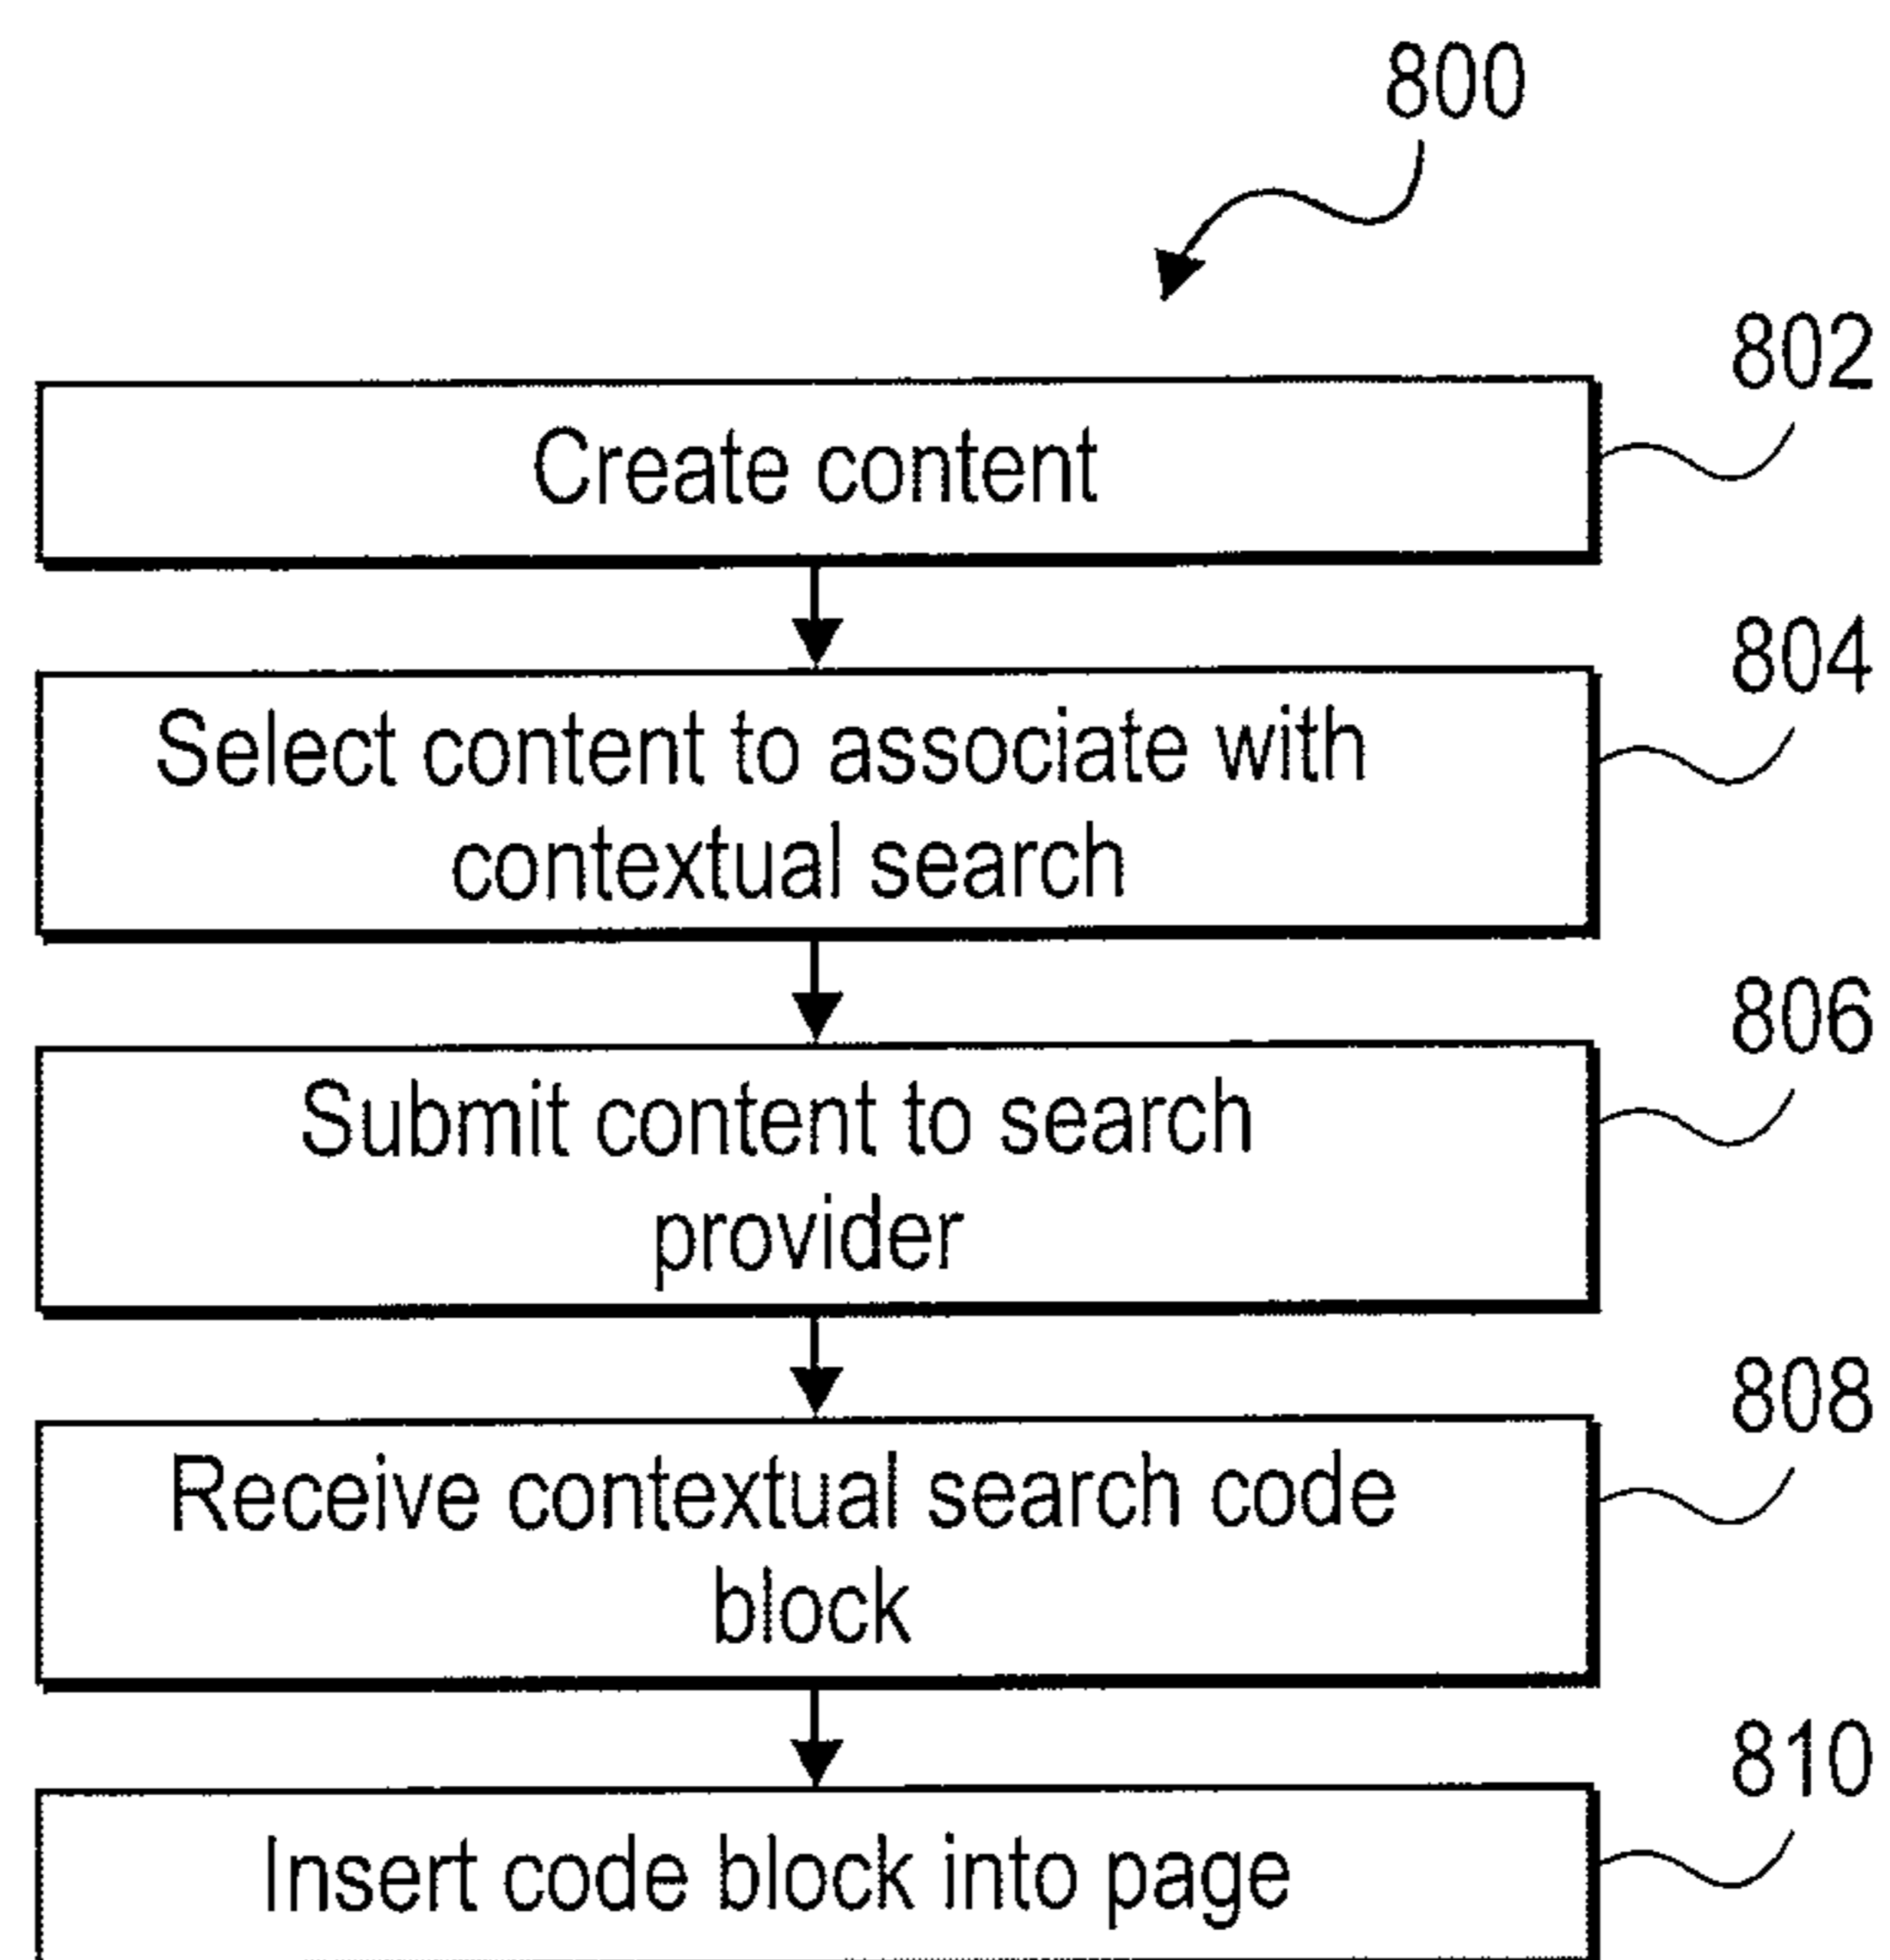 800
802
Create content
804
Select content to associate with
contextual search
806
Submit content to search
provider
808
Receive contextual search code
block
810
Insert code block into page